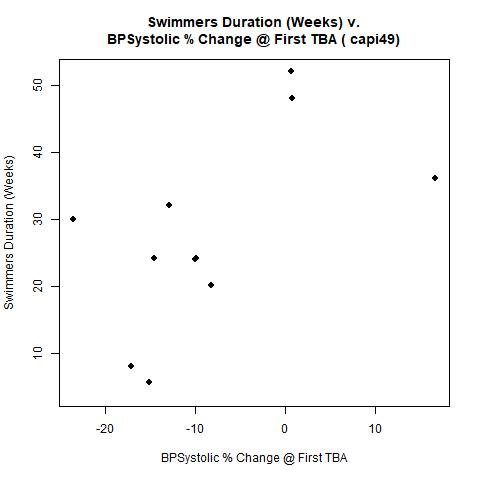 Swimmers Duration (Weeks) v.
BPSystolic % Change @ First TBA ( capi49)
Swimmers Duration (Weeks)
50
40
30
20
10
-20 -10 0 10
BPSystolic % Change @ First TBA